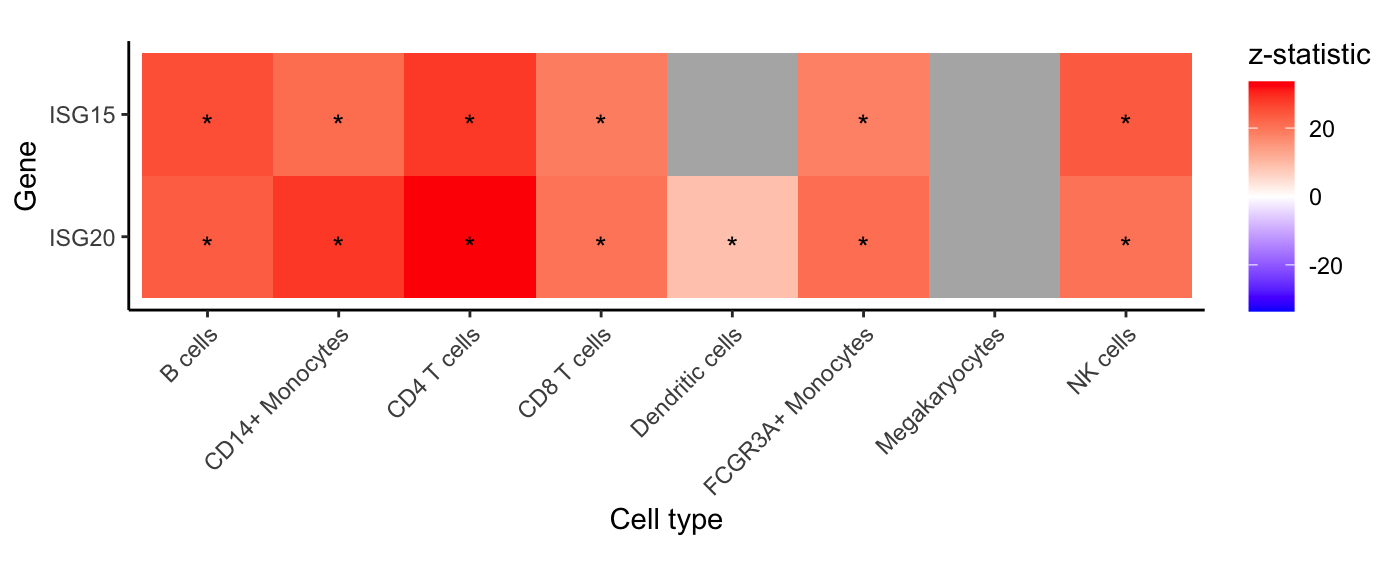 z-statistic
20
0
-20
Gene
ISG15
* * * * * *
ISG20
* * * * * * *
B cells
CD14+ Monocytes
CD4 T cells
CD8 T cells
Dendritic cells
FCGR3A+ Monocytes
Megakaryocytes
NK cells
Cell type